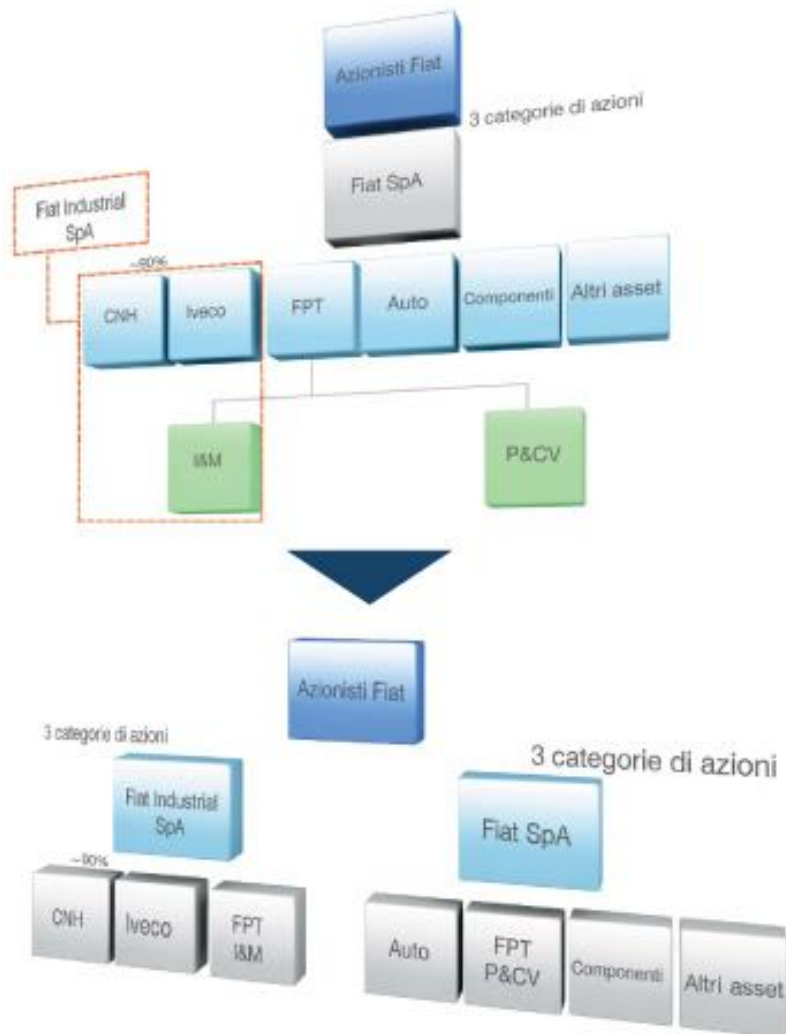 Azionisti Fiat
3 categorie di azioni
Fiat SpA
Fiat Industrial
SpA
~90%
CNH
Iveco
FPT
Auto
Componenti
Altri asset
I&M
P&CV
Azionisti Fiat
3 categorie di azioni
3 categorie di azioni
Fiat Industrial
SpA
Fiat SpA
~90%
CNH
Iveco
FPT
I&M
Auto
FPT
P&CV
Componenti
Altri asset